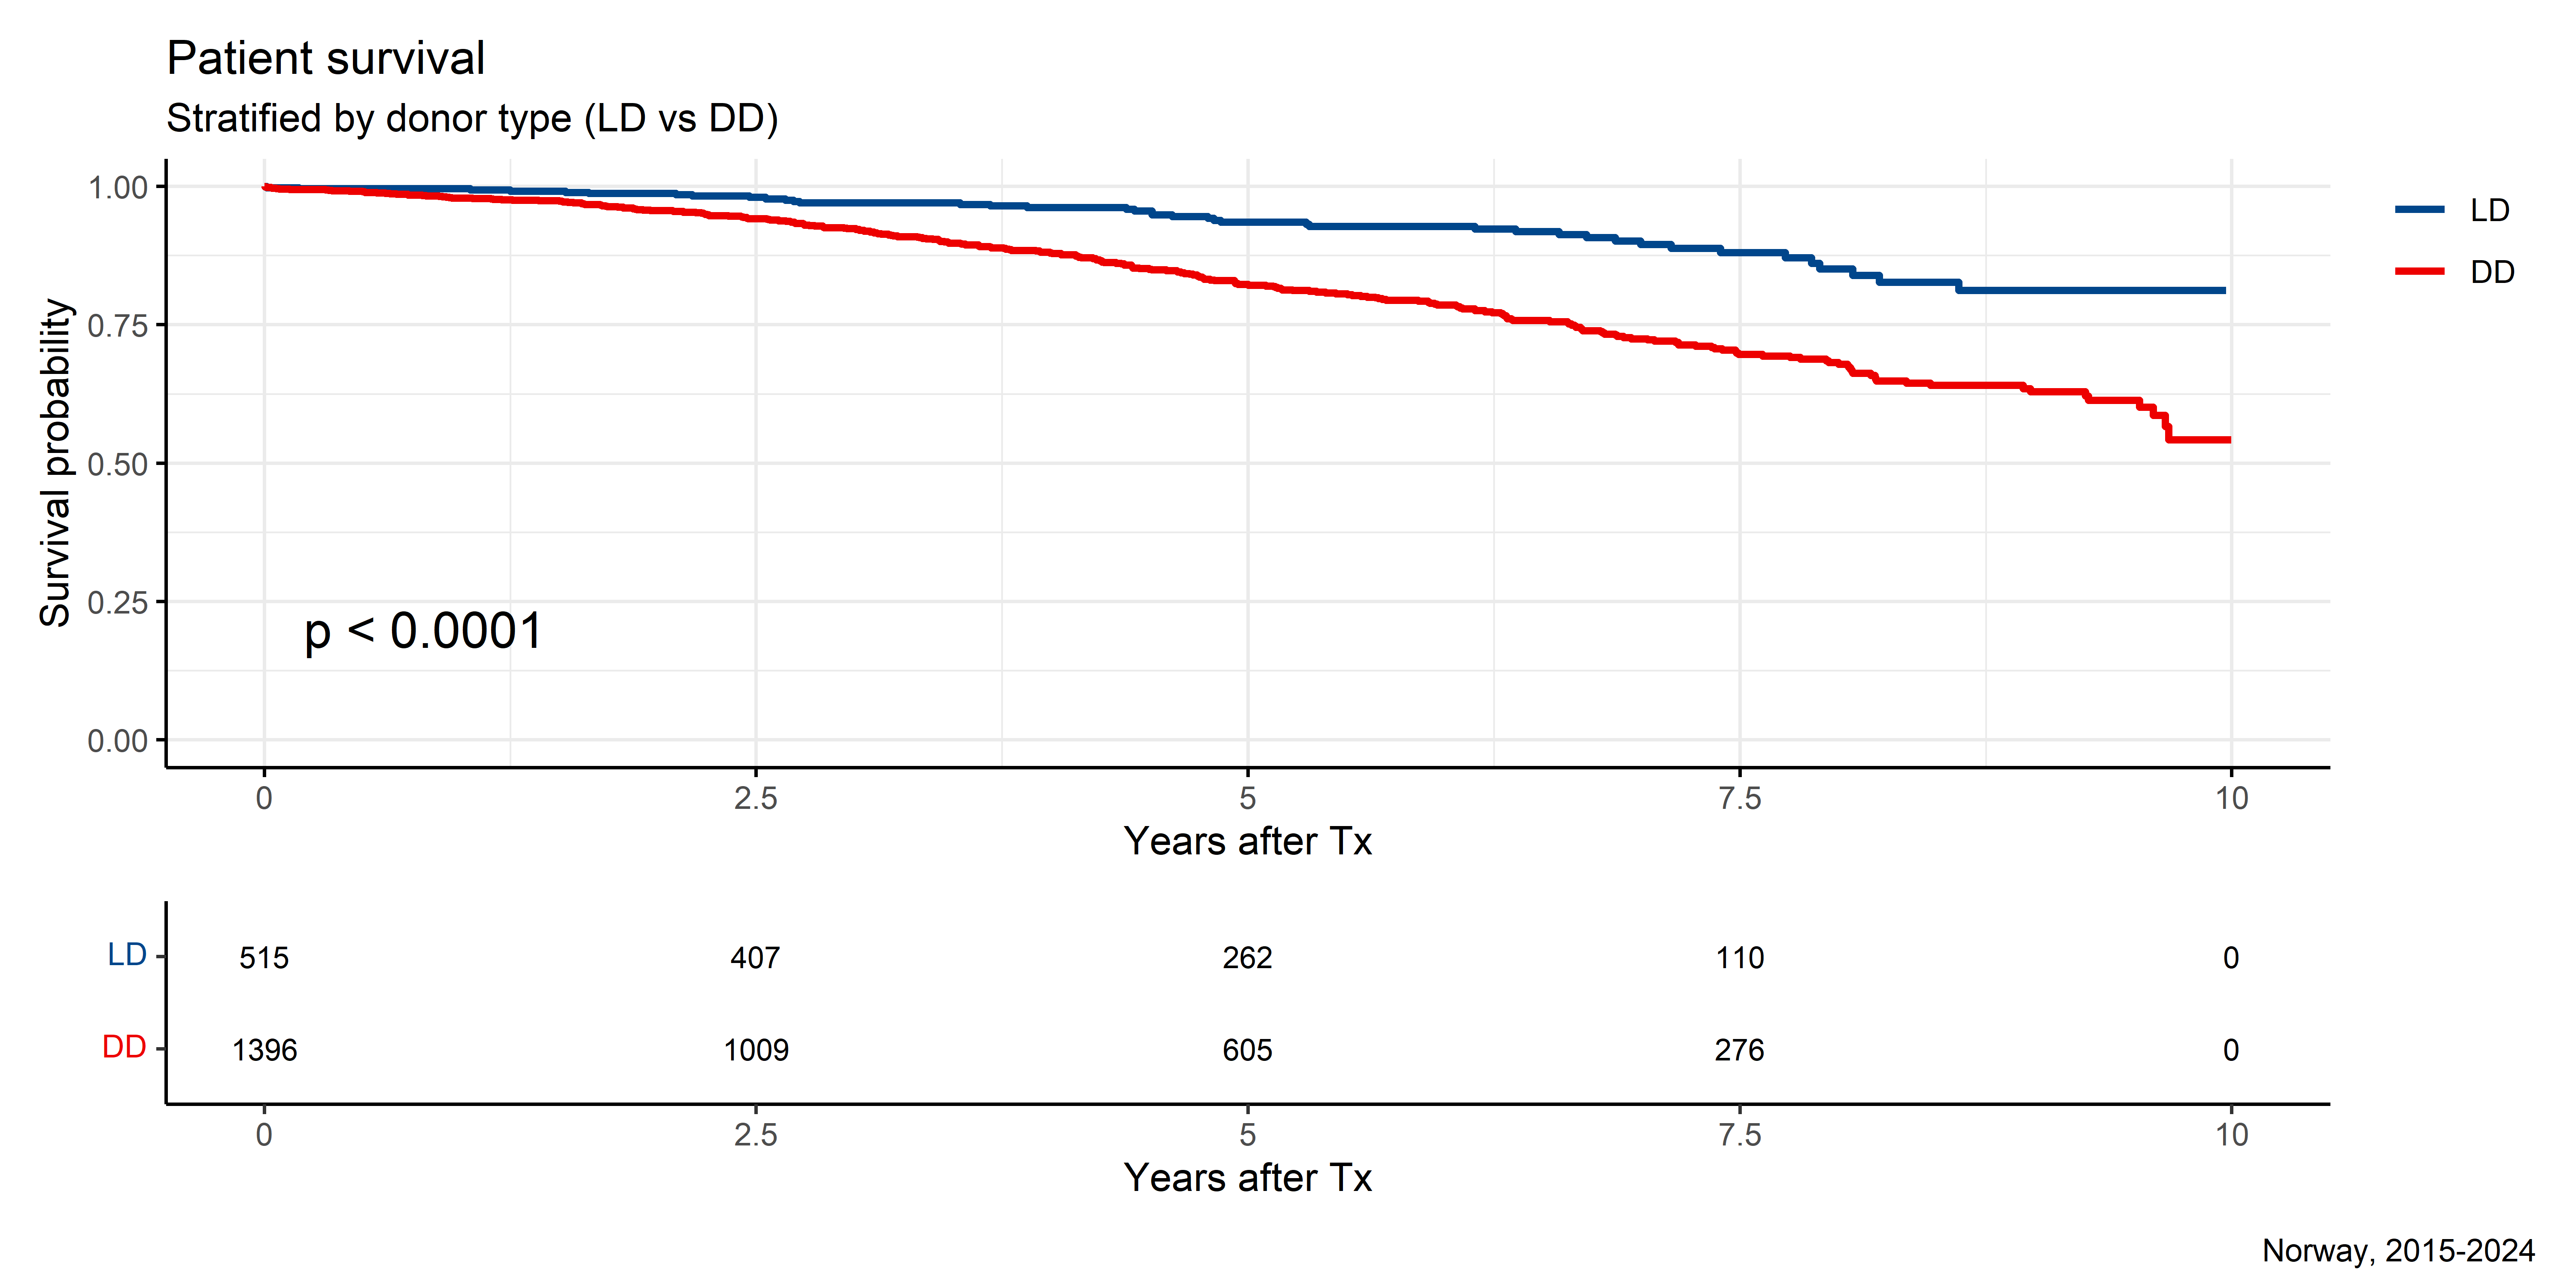 Patient survival
Stratified by donor type (LD vs DD)
1.00
0.75
0.50
0.25
0.00
Survival probability
p < 0.0001
LD
DD
0 2.5 5 7.5 10
Years after Tx
LD 515 407 262 110 0
DD 1396 1009 605 276 0
0 2.5 5 7.5 10
Years after Tx
Norway, 2015-2024